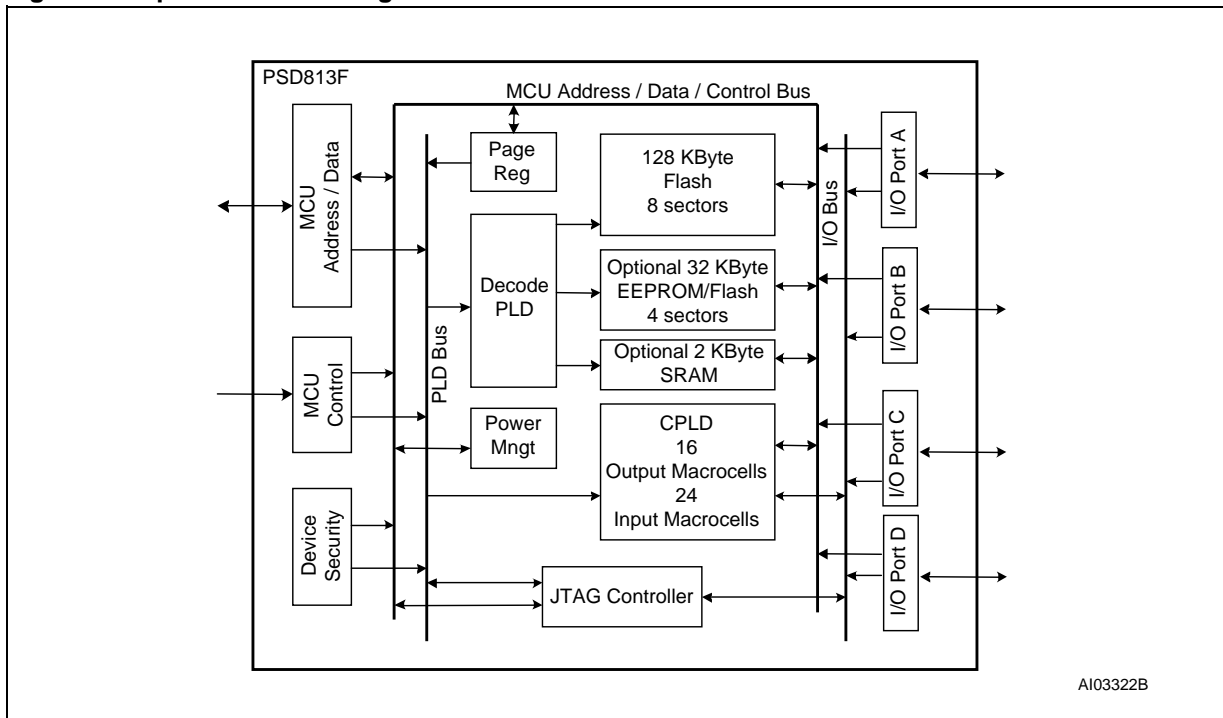 PSD813F
MCU Address / Data / Control Bus
MCU
Address / Data
Page
Reg
128 KByte
Flash
8 sectors
I/O Port A
I/O Bus
Decode
PLD
Optional 32 KByte
EEPROM/Flash
4 sectors
I/O Port B
PLD Bus
Optional 2 KByte
SRAM
MCU
Control
Power
Mngt
CPLD
16
Output Macrocells
24
Input Macrocells
I/O Port C
Device
Security
JTAG Controller
I/O Port D
AI03322B